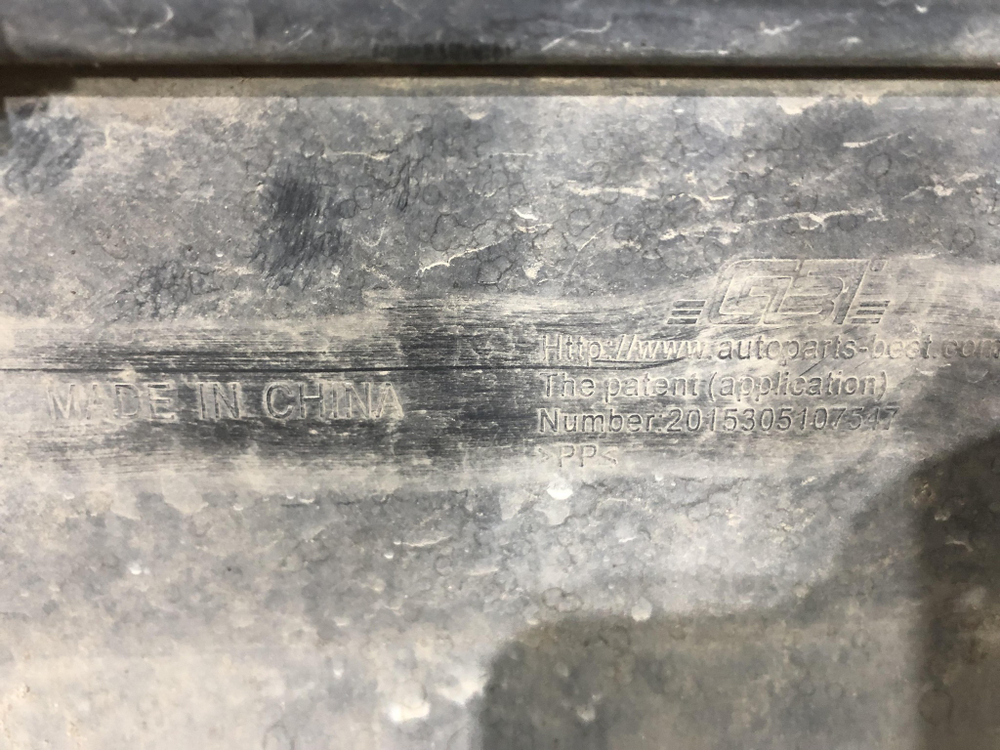 GBT
MADE IN CHINA
Http://www.autoparts-best.com
The patent (application)
Number:2015305107547
>PP<